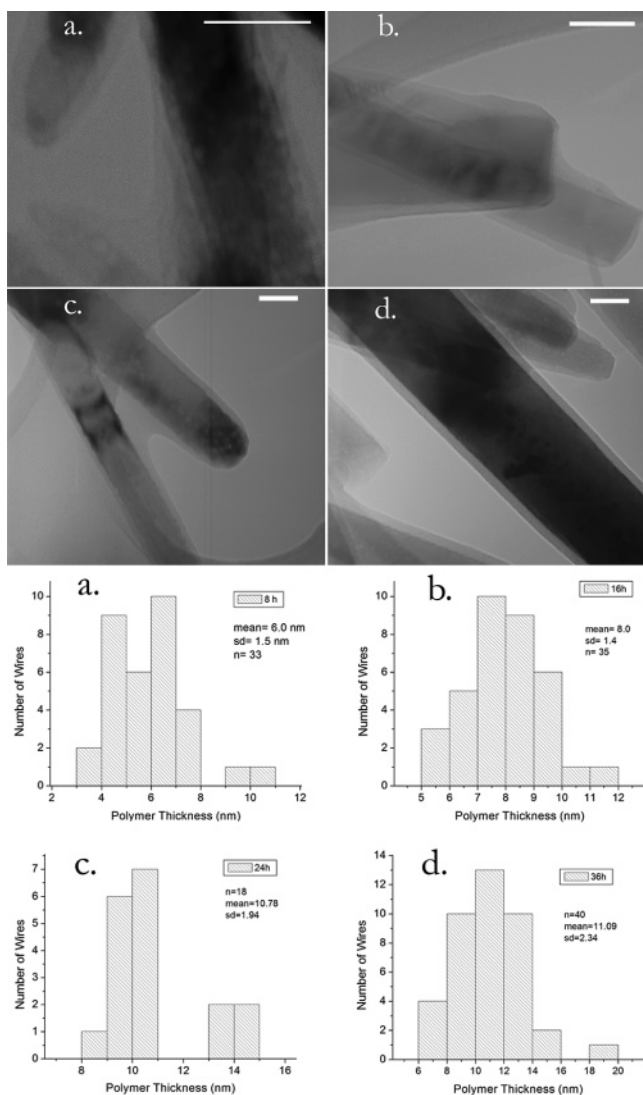 a.
b.
c.
d.
a.
8 h
mean= 6.0 nm
sd= 1.5 nm
n= 33
Number of Wires
10
8
6
4
2
0
2 4 6 8 10 12
Polymer Thickness (nm)
b.
16h
mean= 8.0
sd= 1.4
n= 35
Number of Wires
10
8
6
4
2
0
5 6 7 8 9 10 11 12
Polymer Thickness (nm)
c.
24h
n=18
mean=10.78
sd=1.94
Number of Wires
7
6
5
4
3
2
1
0
8 10 12 14 16
Polymer Thickness (nm)
d.
36h
n=40
mean=11.09
sd=2.34
Number of Wires
14
12
10
8
6
4
2
0
6 8 10 12 14 16 18 20
Polymer Thickness (nm)